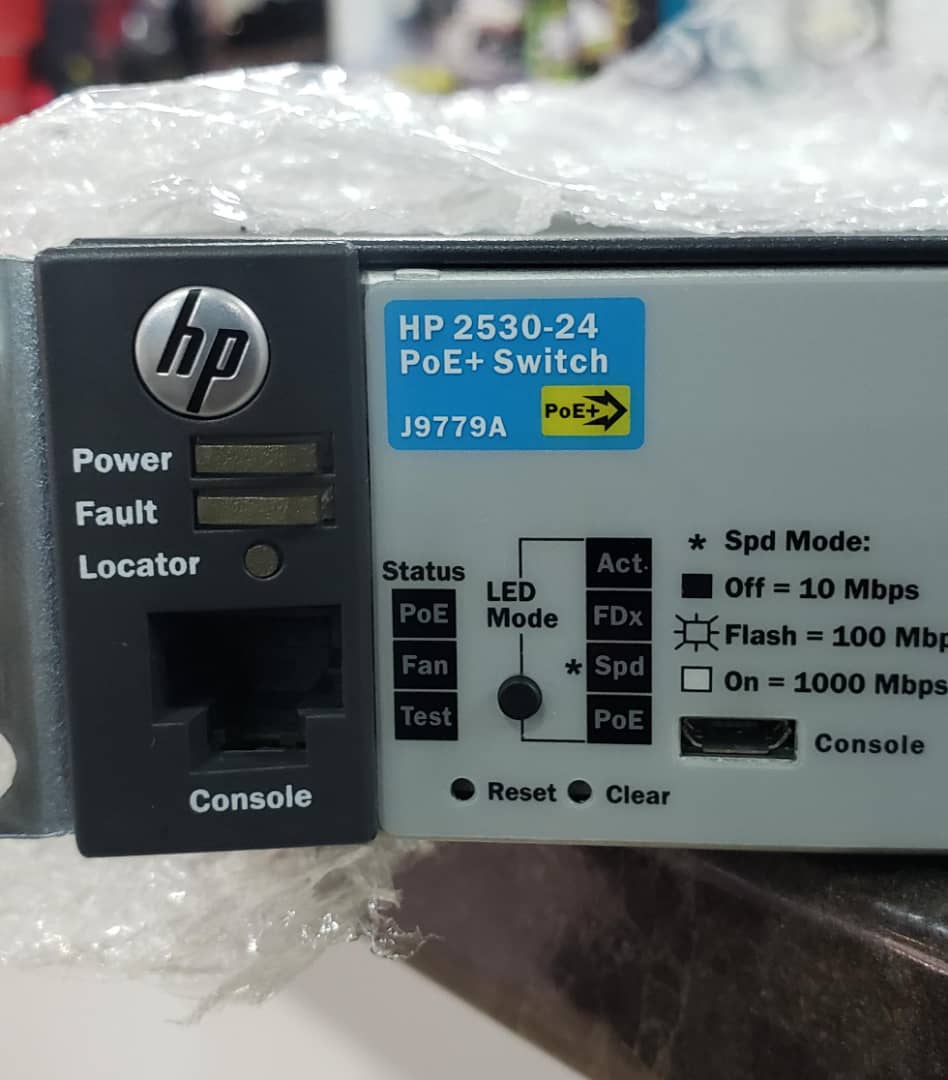 hp
Power
Fault
Locator
Console
HP 2530-24
PoE+ Switch
J9779A
PoE+
Status
PoE
Fan
Test
LED
Mode
Act
FDx
* Spd
PoE
* Spd Mode:
Off = 10 Mbps
Flash = 100 Mbp
On = 1000 Mbps
Console
Reset
Clear